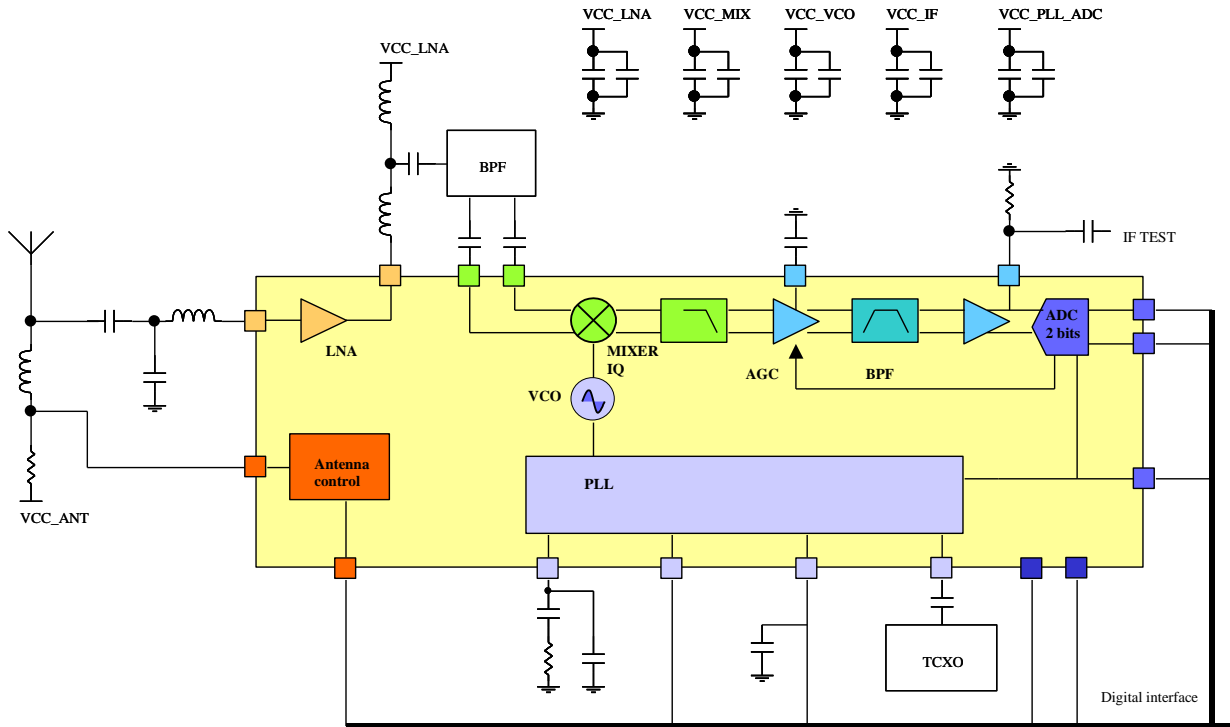 VCC_LNA
VCC_MIX
VCC_VCO
VCC_IF
VCC_PLL_ADC
VCC_LNA
BPF
IF TEST
LNA
MIXER
IQ
ADC
2 bits
AGC
BPF
VCO
Antenna
control
PLL
VCC_ANT
TCXO
Digital interface